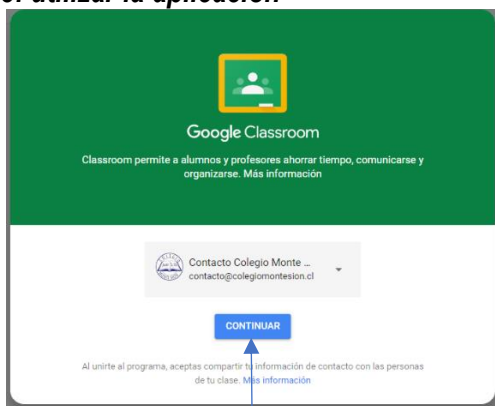 utilizar la aplicación
Google Classroom
Classroom permite a alumnos y profesores ahorrar tiempo, comunicarse y
organizarse. Más información
Contacto Colegio Monte ...
contacto@colegiomontesion.cl
CONTINUAR
Al unirte al programa, aceptas compartir tu información de contacto con las personas
de tu clase. Más información